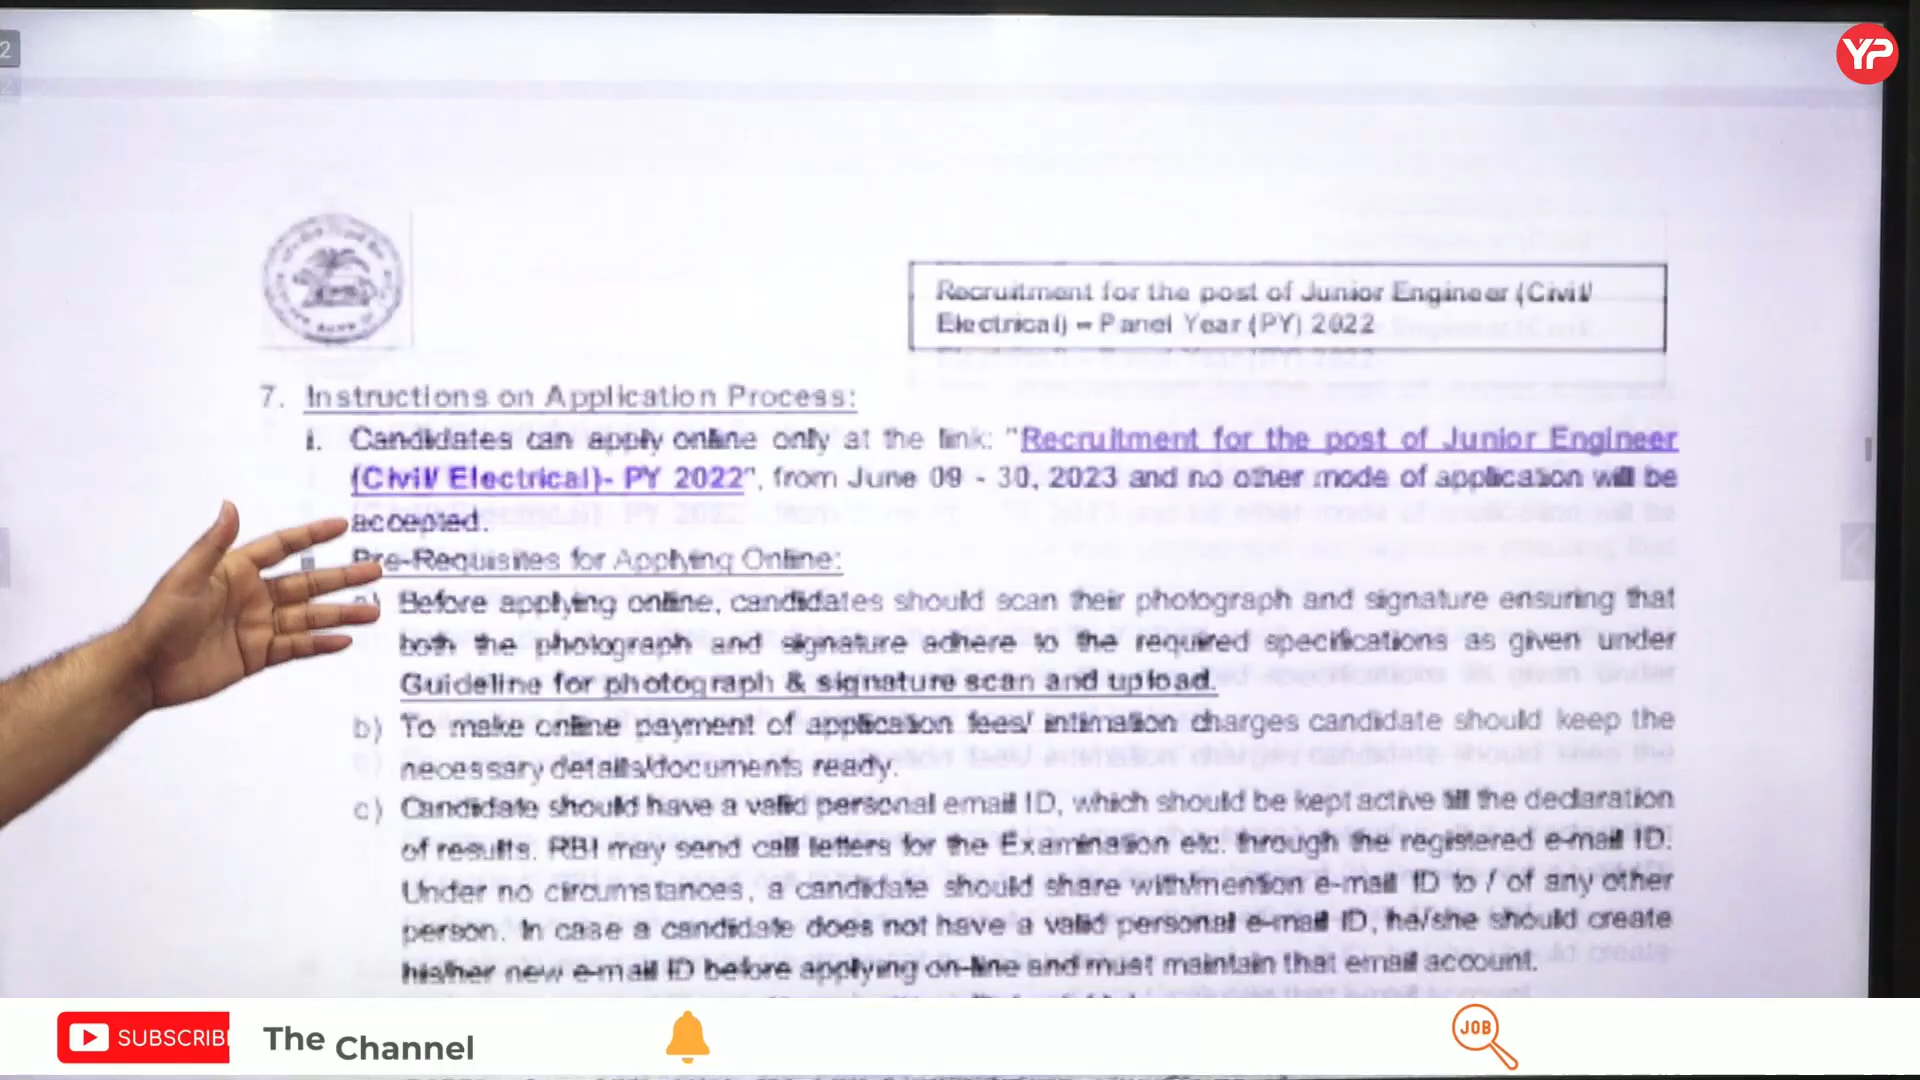 2
YP
Recruitment for the post of Junior Engineer (Civil/
Electrical) – Panel Year (PY) 2022
7. Instructions on Application Process:
i. Candidates can apply online only at the link: "Recruitment for the post of Junior Engineer
(Civil/ Electrical)- PY 2022", from June 09 - 30, 2023 and no other mode of application will be
accepted.
Pre-Requisites for Applying Online:
Before applying online, candidates should scan their photograph and signature ensuring that
both the photograph and signature adhere to the required specifications as given under
Guideline for photograph & signature scan and upload.
b) To make online payment of application fees/ intimation charges candidate should keep the
necessary details/documents ready.
c) Candidate should have a valid personal email ID, which should be kept active till the declaration
of results. RBI may send call letters for the Examination etc. through the registered e-mail ID.
Under no circumstances, a candidate should share with/mention e-mail ID to / of any other
person. In case a candidate does not have a valid personal e-mail ID, he/she should create
his/her new e-mail ID before applying on-line and must maintain that email account.
SUBSCRIB
The Channel
JOB